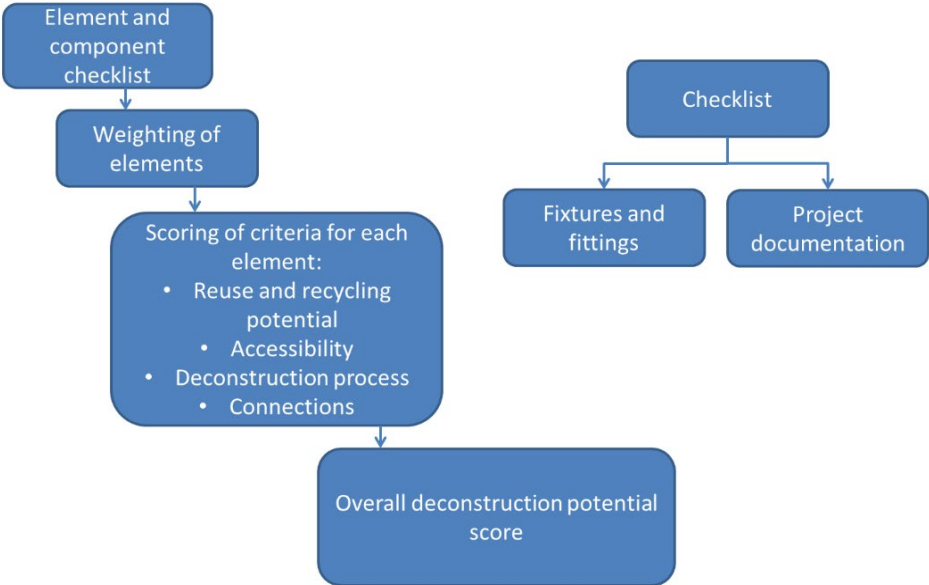 Element and
component
checklist
Weighting of
elements
Scoring of criteria for each
element:
• Reuse and recycling
potential
• Accessibility
• Deconstruction process
• Connections
Overall deconstruction potential
score
Checklist
Fixtures and
fittings
Project
documentation